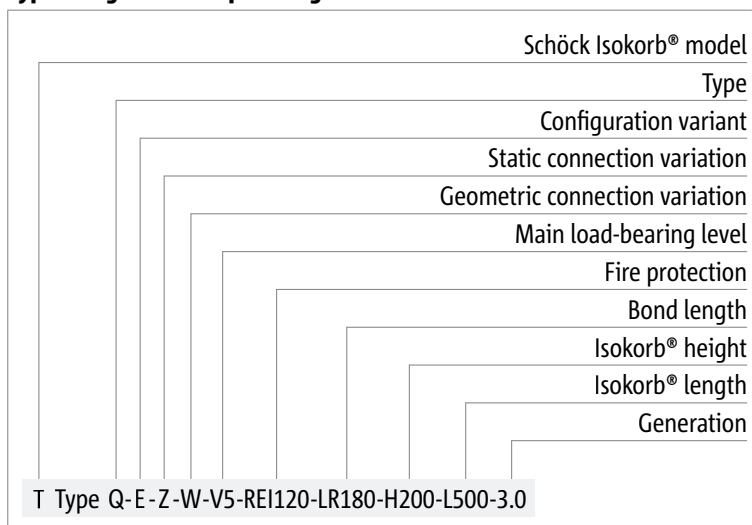 Schöck Isokorb® model
Type
Configuration variant
Static connection variation
Geometric connection variation
Main load-bearing level
Fire protection
Bond length
Isokorb® height
Isokorb® length
Generation
T Type Q-E-Z-W-V5-REI120-LR180-H200-L500-3.0